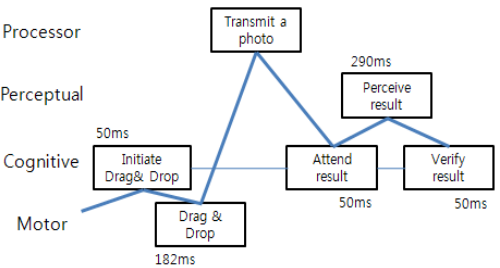 Processor
Transmit a
photo
290ms
Perceptual
Perceive
result
50ms
Cognitive
Initiate
Drag& Drop
Attend
result
Verify
result
50ms
50ms
Motor
Drag &
Drop
182ms